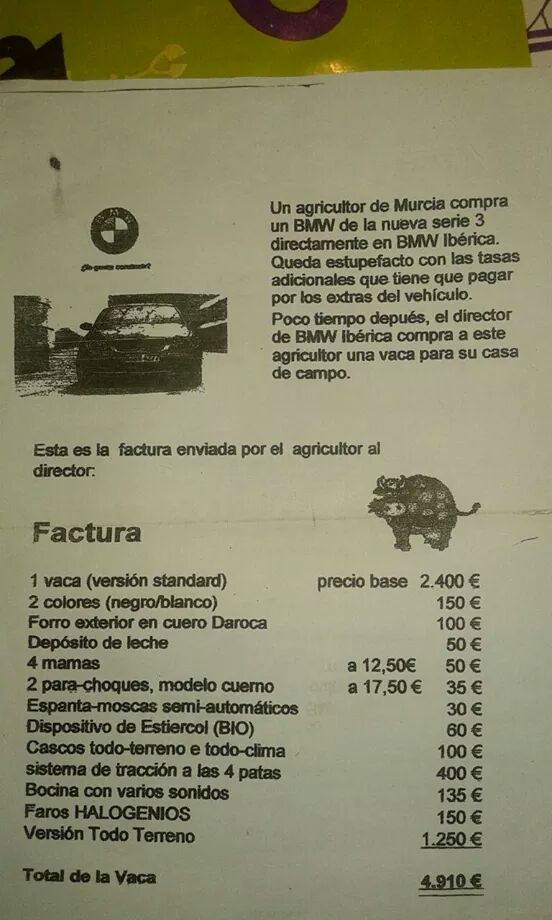 BMW
¿Te gusta conducir?
Un agricultor de Murcia compra
un BMW de la nueva serie 3
directamente en BMW Ibérica.
Queda estupefacto con las tasas
adicionales que tiene que pagar
por los extras del vehículo.
Poco tiempo depués, el director
de BMW Ibérica compra a este
agricultor una vaca para su casa
de campo.
Esta es la factura enviada por el agricultor al
director:
Factura
1 vaca (versión standard) precio base 2.400 €
2 colores (negro/blanco) 150 €
Forro exterior en cuero Daroca 100 €
Depósito de leche 50 €
4 mamas a 12,50€ 50 €
2 para-choques, modelo cuerno a 17,50 € 35 €
Espanta-moscas semi-automáticos 30 €
Dispositivo de Estiercol (BIO) 60 €
Cascos todo-terreno e todo-clima 100 €
sistema de tracción a las 4 patas 400 €
Bocina con varios sonidos 135 €
Faros HALOGENIOS 150 €
Versión Todo Terreno 1.250 €
Total de la Vaca 4.910 €